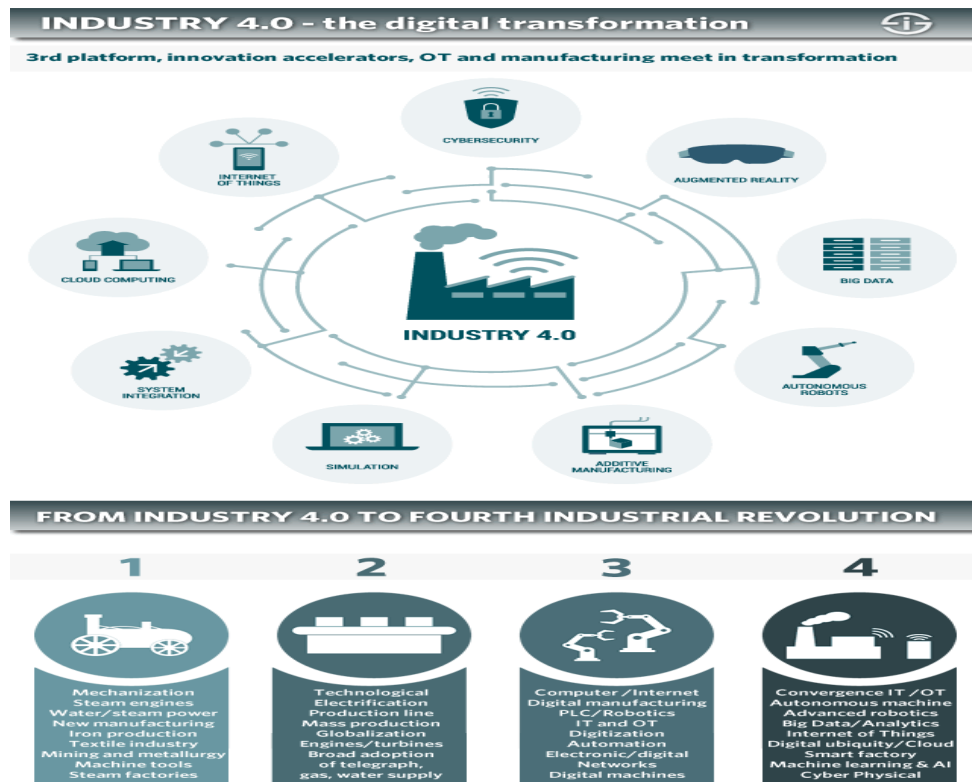 INDUSTRY 4.0 - the digital transformation
3rd platform, innovation accelerators, OT and manufacturing meet in transformation
CYBERSECURITY
INTERNET
OF THINGS
AUGMENTED REALITY
CLOUD COMPUTING
BIG DATA
INDUSTRY 4.0
SYSTEM
INTEGRATION
AUTONOMOUS
ROBOTS
SIMULATION
ADDITIVE
MANUFACTURING
FROM INDUSTRY 4.0 TO FOURTH INDUSTRIAL REVOLUTION
1
Mechanization
Steam engines
Water/steam power
New manufacturing
Iron production
Textile industry
Mining and metallurgy
Machine tools
Steam factories
2
Technological
Electrification
Production line
Mass production
Globalization
Engines/turbines
Broad adoption
of telegraph,
gas, water supply
3
Computer/Internet
Digital manufacturing
PLC/Robotics
IT and OT
Digitization
Automation
Electronic/digital
Networks
Digital machines
4
Convergence IT/OT
Autonomous machine
Advanced robotics
Big Data/Analytics
Internet of Things
Digital ubiquity/Cloud
Smart factory
Machine learning & AI
Cyber Physical